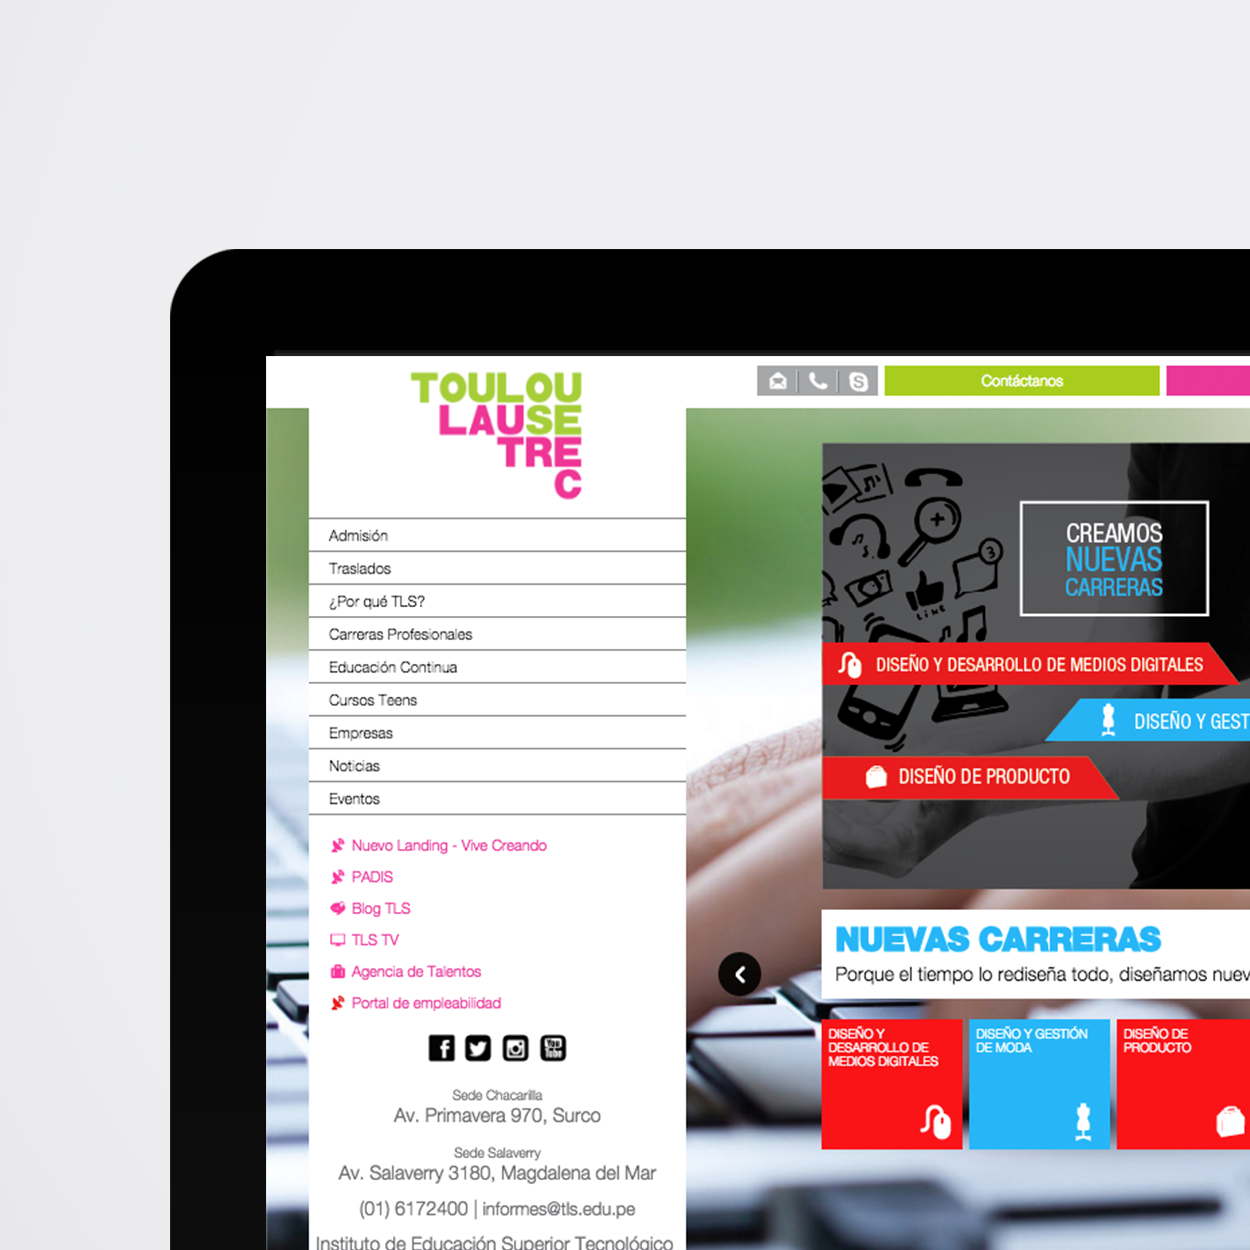 TOULOU
LAUSE
TRE
C
Contáctanos
Admisión
Traslados
¿Por qué TLS?
Carreras Profesionales
Educación Continua
Cursos Teens
Empresas
Noticias
Eventos
Nuevo Landing - Vive Creando
PADIS
Blog TLS
TLS TV
Agencia de Talentos
Portal de empleabilidad
f
You
Tube
Sede Chacarilla
Av. Primavera 970, Surco
Sede Salaverry
Av. Salaverry 3180, Magdalena del Mar
(01) 6172400 | informes@tls.edu.pe
Instituto de Educación Superior Tecnológico
3
LIKE
CREAMOS
NUEVAS
CARRERAS
DISEÑO Y DESARROLLO DE MEDIOS DIGITALES
DISEÑO Y GEST
DISEÑO DE PRODUCTO
NUEVAS CARRERAS
Porque el tiempo lo rediseña todo, diseñamos nuev
DISEÑO Y
DESARROLLO DE
MEDIOS DIGITALES
DISEÑO Y GESTIÓN
DE MODA
DISEÑO DE
PRODUCTO